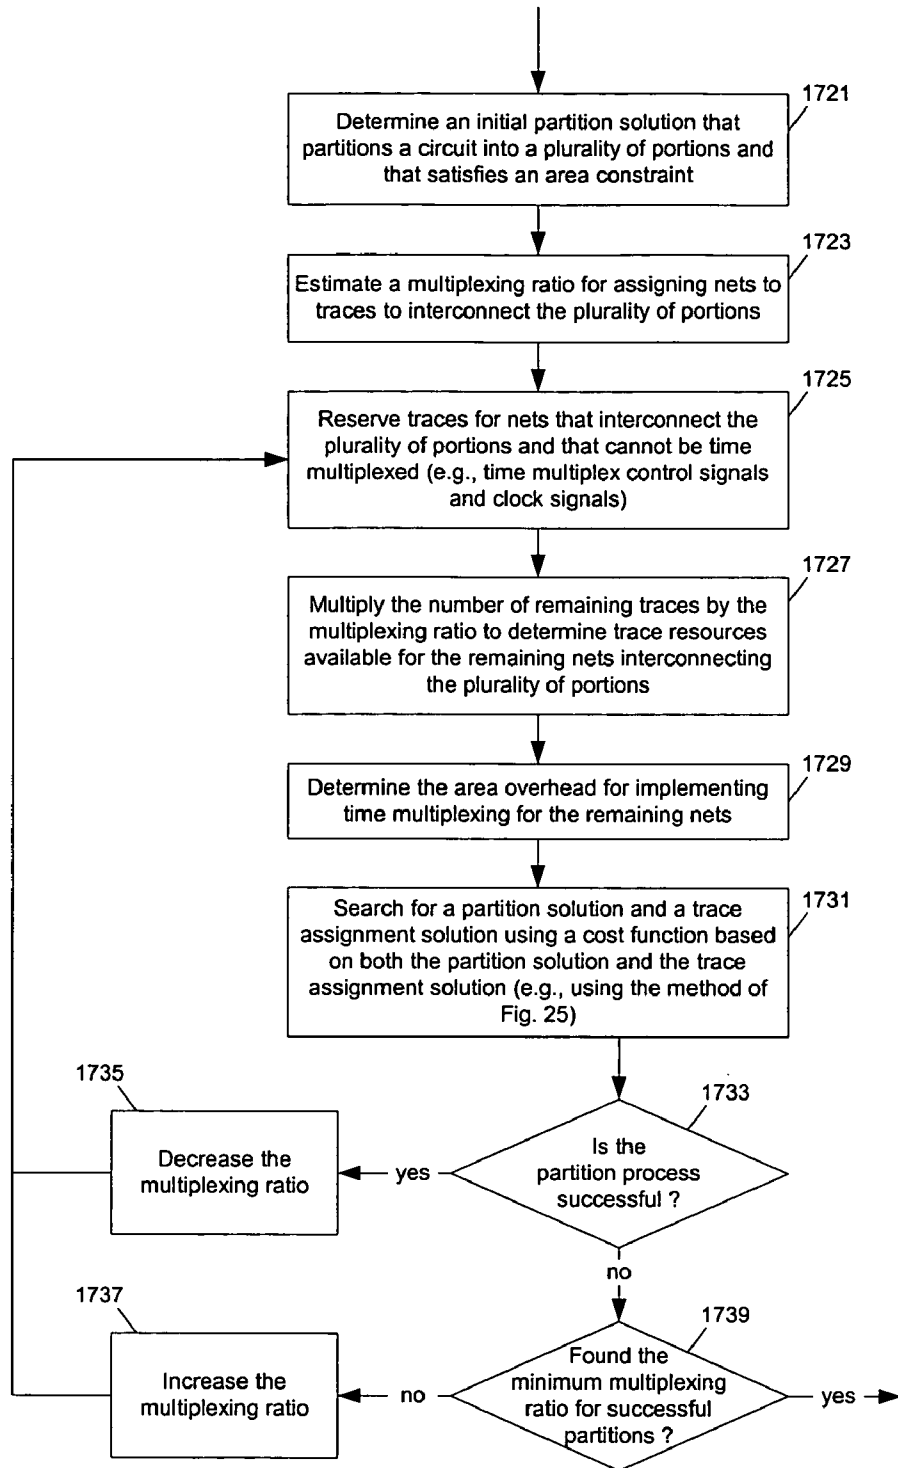 1721
Determine an initial partition solution that
partitions a circuit into a plurality of portions and
that satisfies an area constraint
1723
Estimate a multiplexing ratio for assigning nets to
traces to interconnect the plurality of portions
1725
Reserve traces for nets that interconnect the
plurality of portions and that cannot be time
multiplexed (e.g., time multiplex control signals
and clock signals)
1727
Multiply the number of remaining traces by the
multiplexing ratio to determine trace resources
available for the remaining nets interconnecting
the plurality of portions
1729
Determine the area overhead for implementing
time multiplexing for the remaining nets
1731
Search for a partition solution and a trace
assignment solution using a cost function based
on both the partition solution and the trace
assignment solution (e.g., using the method of
Fig. 25)
1733
Is the
partition process
successful ?
yes
1735
Decrease the
multiplexing ratio
no
1739
Found the
minimum multiplexing
ratio for successful
partitions ?
yes
no
1737
Increase the
multiplexing ratio